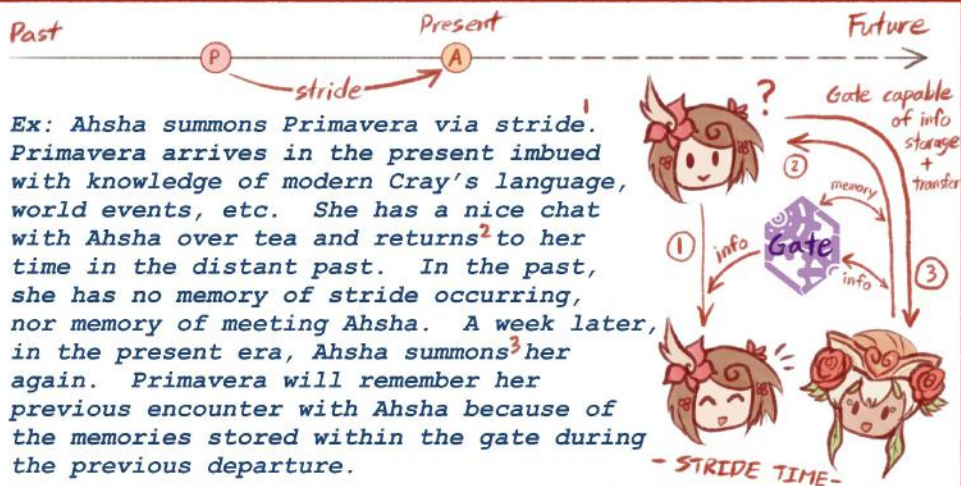 Past Present Future
P A
stride
Ex: Ahsha summons Primavera via stride.1
Primavera arrives in the present imbued
with knowledge of modern Cray's language,
world events, etc. She has a nice chat
with Ahsha over tea and returns2 to her
time in the distant past. In the past,
she has no memory of stride occurring,
nor memory of meeting Ahsha. A week later,
in the present era, Ahsha summons3 her
again. Primavera will remember her
previous encounter with Ahsha because of
the memories stored within the gate during
the previous departure.
?
Gate capable
of info
storage
+
transfer
2
memory
1
info
Gate
info
3
- STRIDE TIME -